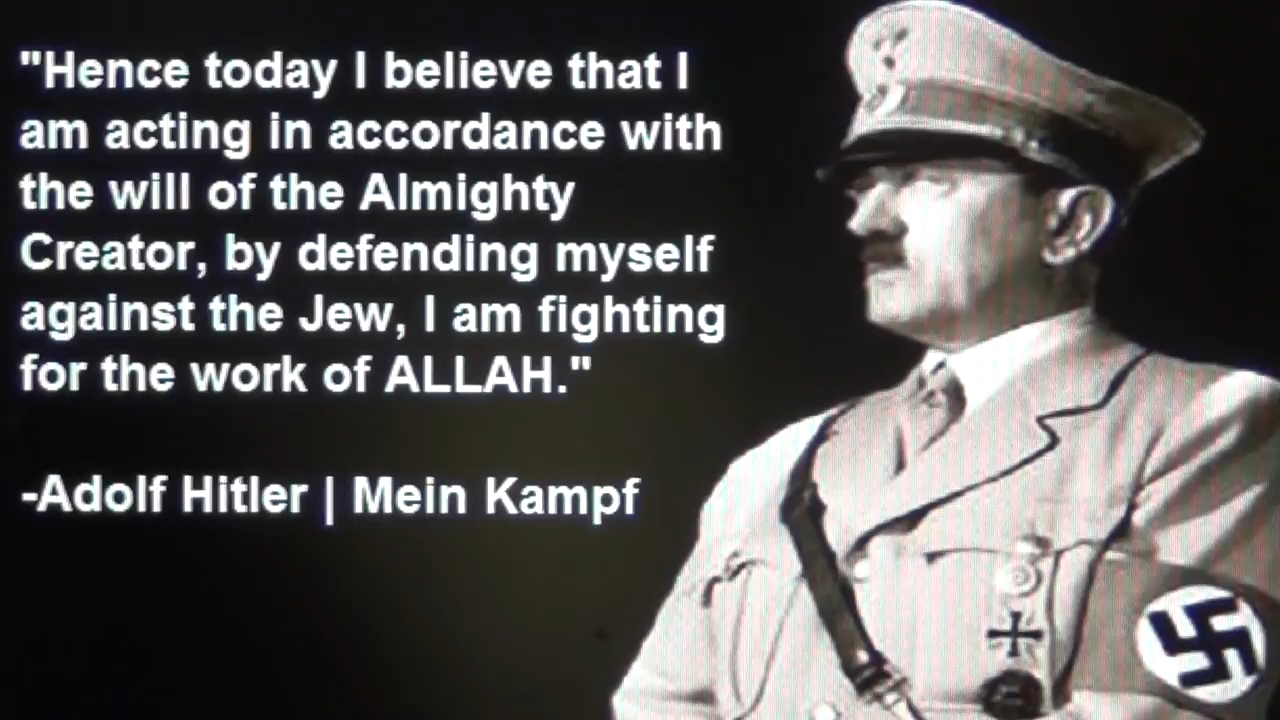 "Hence today I believe that I
am acting in accordance with
the will of the Almighty
Creator, by defending myself
against the Jew, I am fighting
for the work of ALLAH."
-Adolf Hitler | Mein Kampf